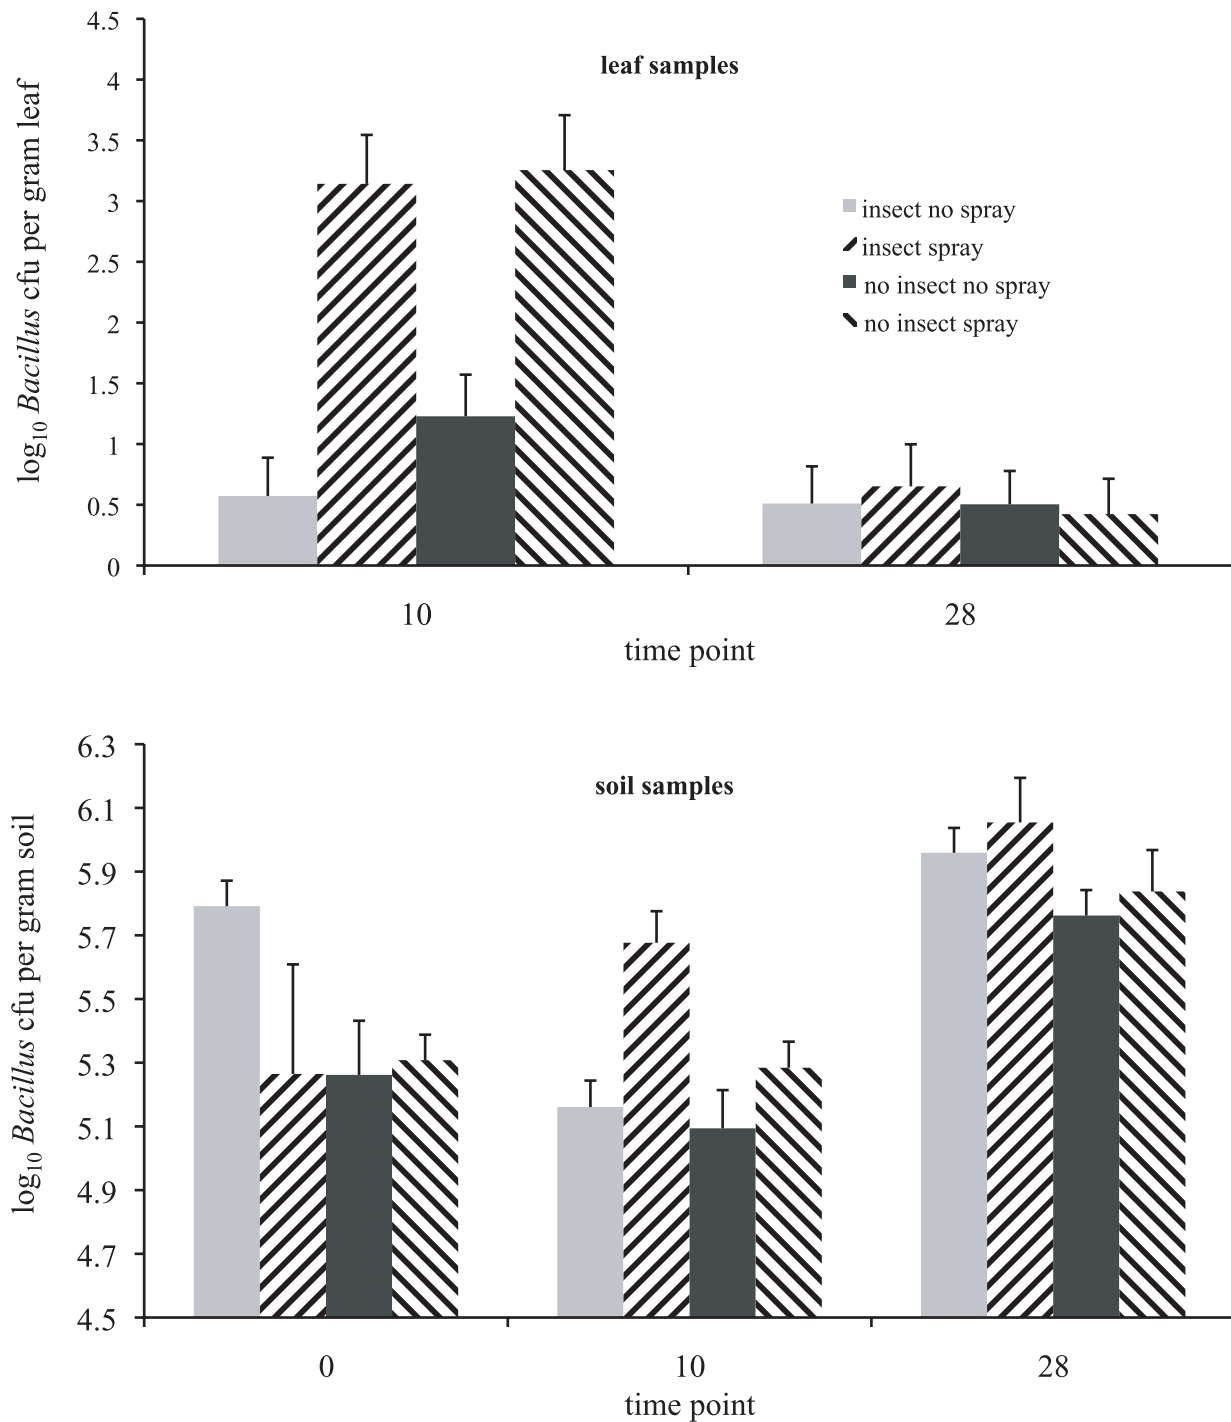 4.5
4
3.5
3
2.5
2
1.5
1
0.5
0
log10 Bacillus cfu per gram leaf
leaf samples
insect no spray
insect spray
no insect no spray
no insect spray
10 28
time point
6.3
6.1
5.9
5.7
5.5
5.3
5.1
4.9
4.7
4.5
log10 Bacillus cfu per gram soil
soil samples
0 10 28
time point